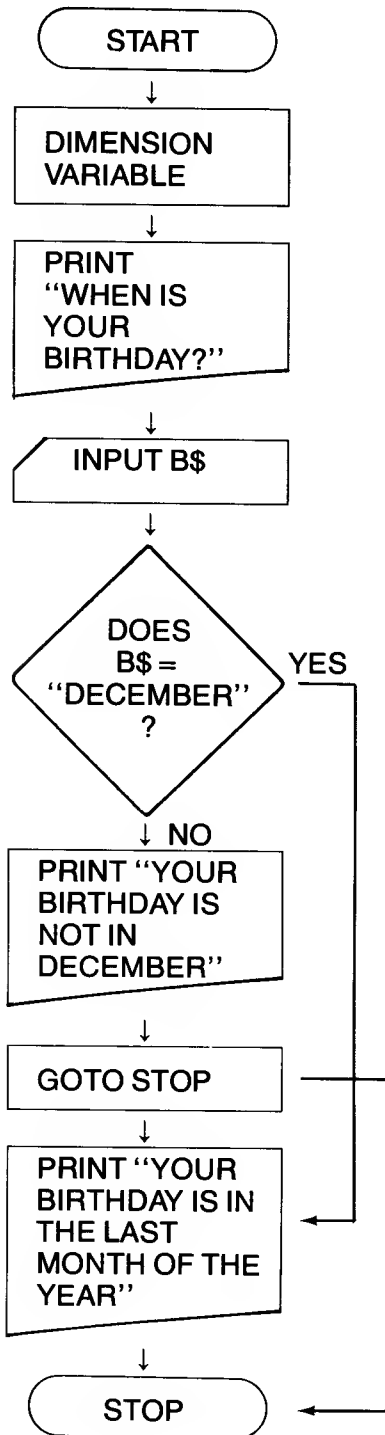 START
DIMENSION
VARIABLE
PRINT
“WHEN IS
YOUR
BIRTHDAY?”
INPUT B$
DOES
B$ =
“DECEMBER”
?
YES
NO
PRINT “YOUR
BIRTHDAY IS
NOT IN
DECEMBER”
GOTO STOP
PRINT “YOUR
BIRTHDAY IS IN
THE LAST
MONTH OF THE
YEAR”
STOP